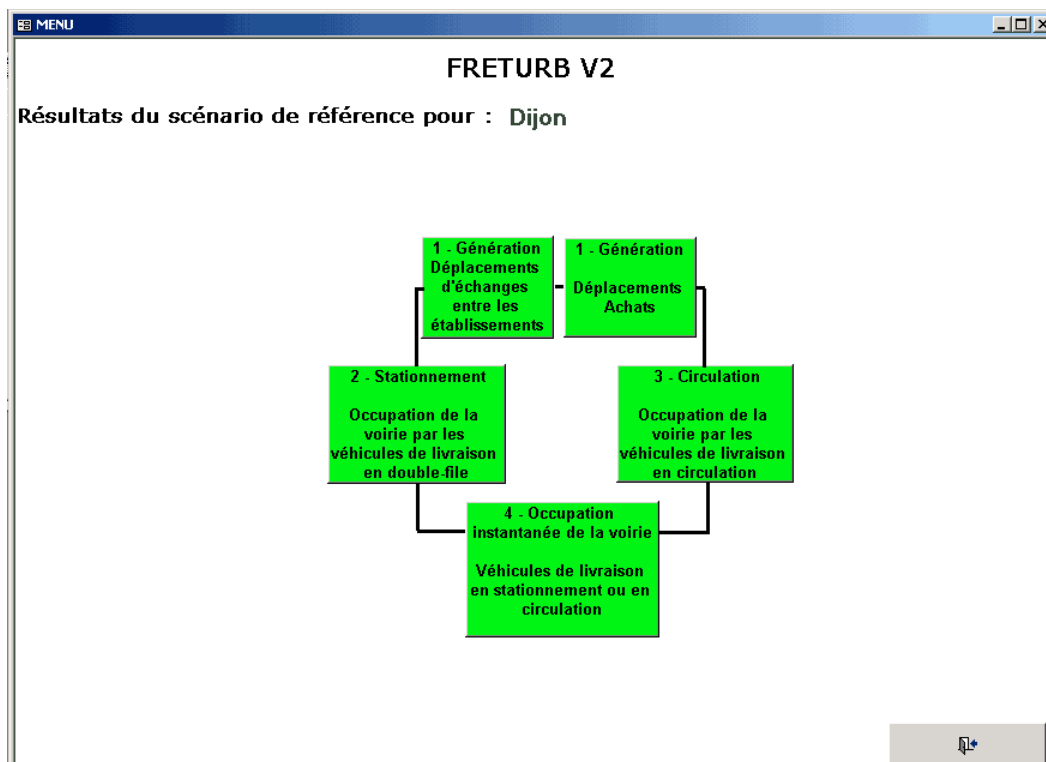 MENU
FRETURB V2
Résultats du scénario de référence pour : Dijon
1 - Génération
Déplacements
d'échanges
entre les
établissements
1 - Génération
Déplacements
Achats
2 - Stationnement
Occupation de la
voirie par les
véhicules de livraison
en double-file
3 - Circulation
Occupation de la
voirie par les
véhicules de livraison
en circulation
4 - Occupation
instantanée de la voirie
Véhicules de livraison
en stationnement ou en
circulation